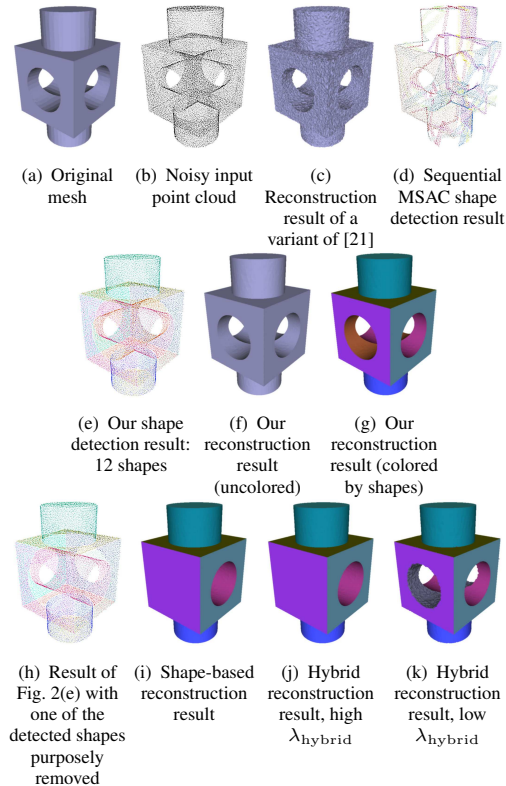 (a) Original
mesh
(b) Noisy input
point cloud
(c)
Reconstruction
result of a
variant of [21]
(d) Sequential
MSAC shape
detection result
(e) Our shape
detection result:
12 shapes
(f) Our
reconstruction
result
(uncolored)
(g) Our
reconstruction
result (colored
by shapes)
(h) Result of
Fig. 2(e) with
one of the
detected shapes
purposely
removed
(i) Shape-based
reconstruction
result
(j) Hybrid
reconstruction
result, high
λhybrid
(k) Hybrid
reconstruction
result, low
λhybrid